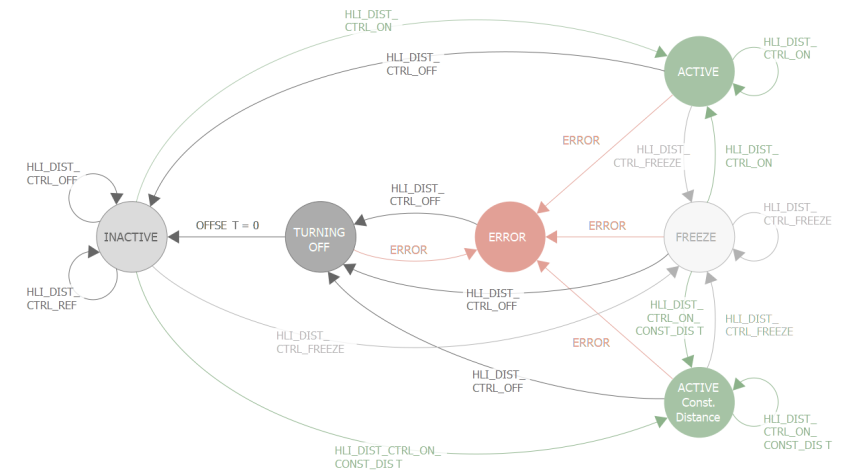 HLI_DIST_
CTRL_ON
HLI_DIST_
CTRL_OFF
ACTIVE
HLI_DIST_
CTRL_ON
ERROR
HLI_DIST_
CTRL_FREEZE
HLI_DIST_
CTRL_ON
HLI_DIST_
CTRL_OFF
HLI_DIST_
CTRL_OFF
HLI_DIST_
CTRL_FREEZE
INACTIVE
OFFSE T = 0
TURNING
OFF
ERROR
ERROR
ERROR
FREEZE
HLI_DIST_
CTRL_REF
HLI_DIST_
CTRL_OFF
HLI_DIST_
CTRL_ON_
CONST_DIS T
HLI_DIST_
CTRL_FREEZE
HLI_DIST_
CTRL_FREEZE
ERROR
HLI_DIST_
CTRL_OFF
ACTIVE
Const.
Distance
HLI_DIST_
CTRL_ON_
CONST_DIS T
HLI_DIST_CTRL_ON_
CONST_DIS T